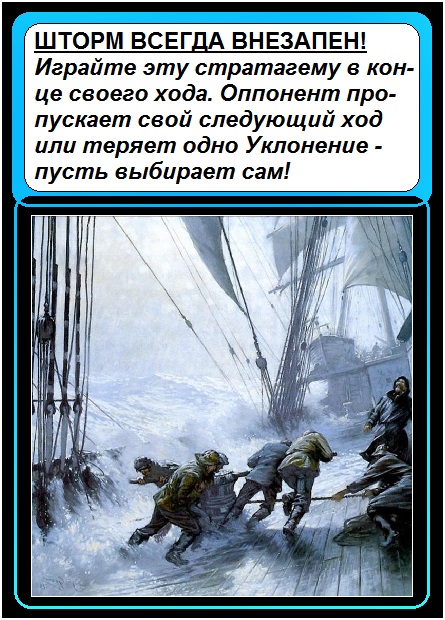 ШТОРМ ВСЕГДА ВНЕЗАПЕН!
Играйте эту стратагему в кон-
це своего хода. Оппонент про-
пускает свой следующий ход
или теряет одно Уклонение -
пусть выбирает сам!